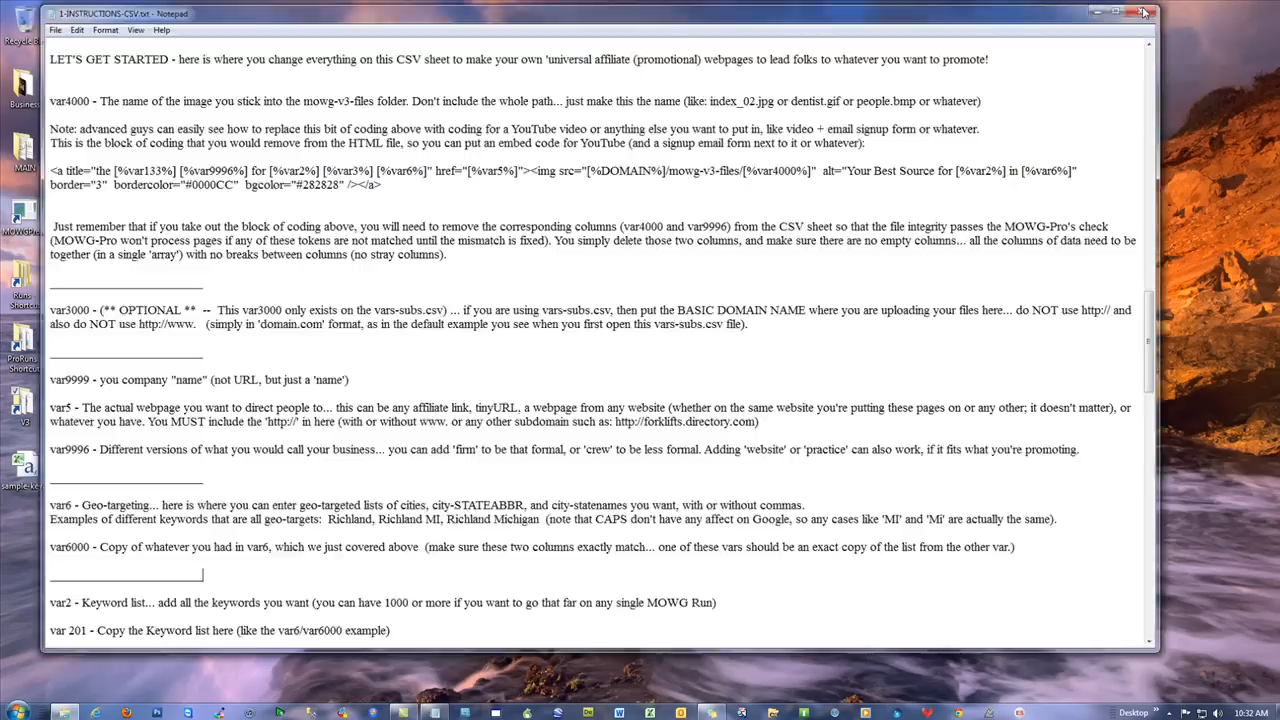 1-INSTRUCTIONS-CSV.txt - Notepad
File Edit Format View Help
LET'S GET STARTED - here is where you change everything on this CSV sheet to make your own 'universal affiliate (promotional) webpages to lead folks to whatever you want to promote!
var4000 - The name of the image you stick into the mowg-v3-files folder. Don't include the whole path... just make this the name (like: index_02.jpg or dentist.gif or people.bmp or whatever)
Note: advanced guys can easily see how to replace this bit of coding above with coding for a YouTube video or anything else you want to put in, like video + email signup form or whatever.
This is the block of coding that you would remove from the HTML file, so you can put an embed code for YouTube (and a signup email form next to it or whatever):
<a title="the [%var133%] [%var9996%] for [%var2%] [%var3%] [%var6%]" href="[%var5%"><img src="[%DOMAIN%]/mowg-v3-files/[%var4000%]" alt="Your Best Source for [%var2%] in [%var6%]"
border="3" bordercolor="#0000CC" bgcolor="#282828" /></a>
Just remember that if you take out the block of coding above, you will need to remove the corresponding columns (var4000 and var9996) from the CSV sheet so that the file integrity passes the MOWG-Pro's check
(MOWG-Pro won't process pages if any of these tokens are not matched until the mismatch is fixed). You simply delete those two columns, and make sure there are no empty columns... all the columns of data need to be
together (in a single 'array') with no breaks between columns (no stray columns).
var3000 - (** OPTIONAL ** -- This var3000 only exists on the vars-subs.csv) ... if you are using vars-subs.csv, then put the BASIC DOMAIN NAME where you are uploading your files here... do NOT use http:// and
also do NOT use http://www. (simply in 'domain.com' format, as in the default example you see when you first open this vars-subs.csv file).
var9999 - you company "name" (not URL, but just a 'name')
var5 - The actual webpage you want to direct people to... this can be any affiliate link, tinyURL, a webpage from any website (whether on the same website you're putting these pages on or any other; it doesn't matter), or
whatever you have. You MUST include the 'http://' in here (with or without www. or any other subdomain such as: http://forklifts.directory.com)
var9996 - Different versions of what you would call your business... you can add 'firm' to be that formal, or 'crew' to be less formal. Adding 'website' or 'practice' can also work, if it fits what you're promoting.
var6 - Geo-targeting... here is where you can enter geo-targeted lists of cities, city-STATEABBR, and city-statenames you want, with or without commas.
Examples of different keywords that are all geo-targets: Richland, Richland MI, Richland Michigan (note that CAPS don't have any affect on Google, so any cases like 'MI' and 'Mi' are actually the same).
var6000 - Copy of whatever you had in var6, which we just covered above (make sure these two columns exactly match... one of these vars should be an exact copy of the list from the other var.)
var2 - Keyword list... add all the keywords you want (you can have 1000 or more if you want to go that far on any single MOWG Run)
var 201 - Copy the Keyword list here (like the var6/var6000 example)
Recycle
Business
MAIN
MOWGPr
Runs
Shortcu
ProRuns
Shortcut
V3
sample-ke
Desktop
10:32 AM